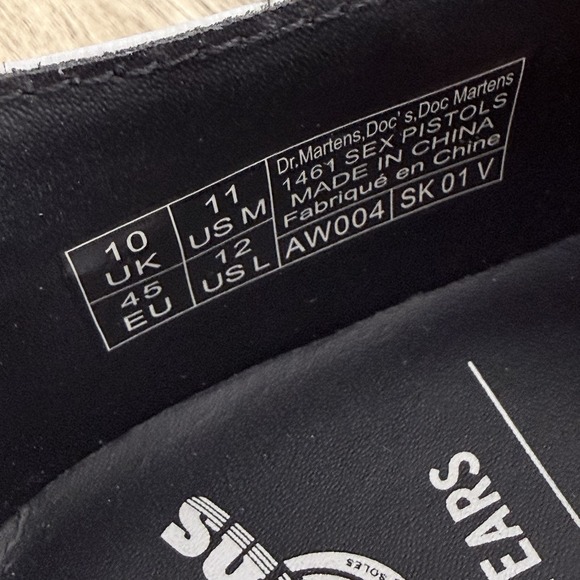 10
UK
11
US M
45
EU
12
US L
Dr.Martens,Doc's,Doc Martens
1461 SEX PISTOLS
MADE IN CHINA
Fabriqué en Chine
AW004
SK 01 V
EARS
SOLES